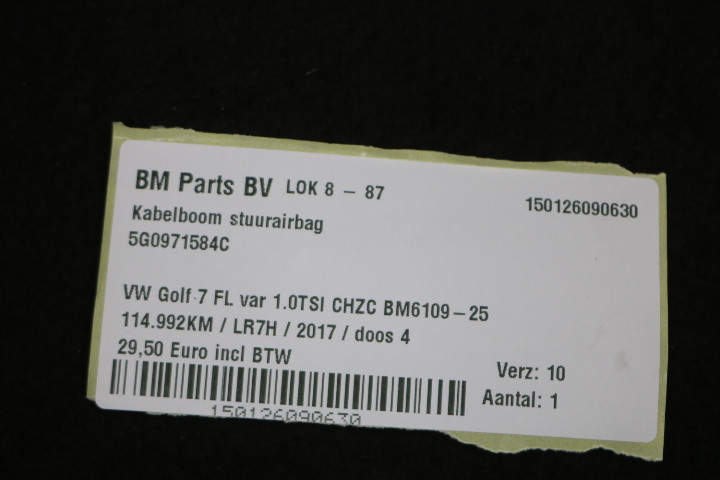 BM Parts BV LOK 8 - 87
150126090630
Kabelboom stuurairbag
5G0971584C
VW Golf 7 FL var 1.0TSI CHZC BM6109-25
114.992KM / LR7H / 2017 / doos 4
29,50 Euro incl BTW
Verz: 10
Aantal: 1
150126090630